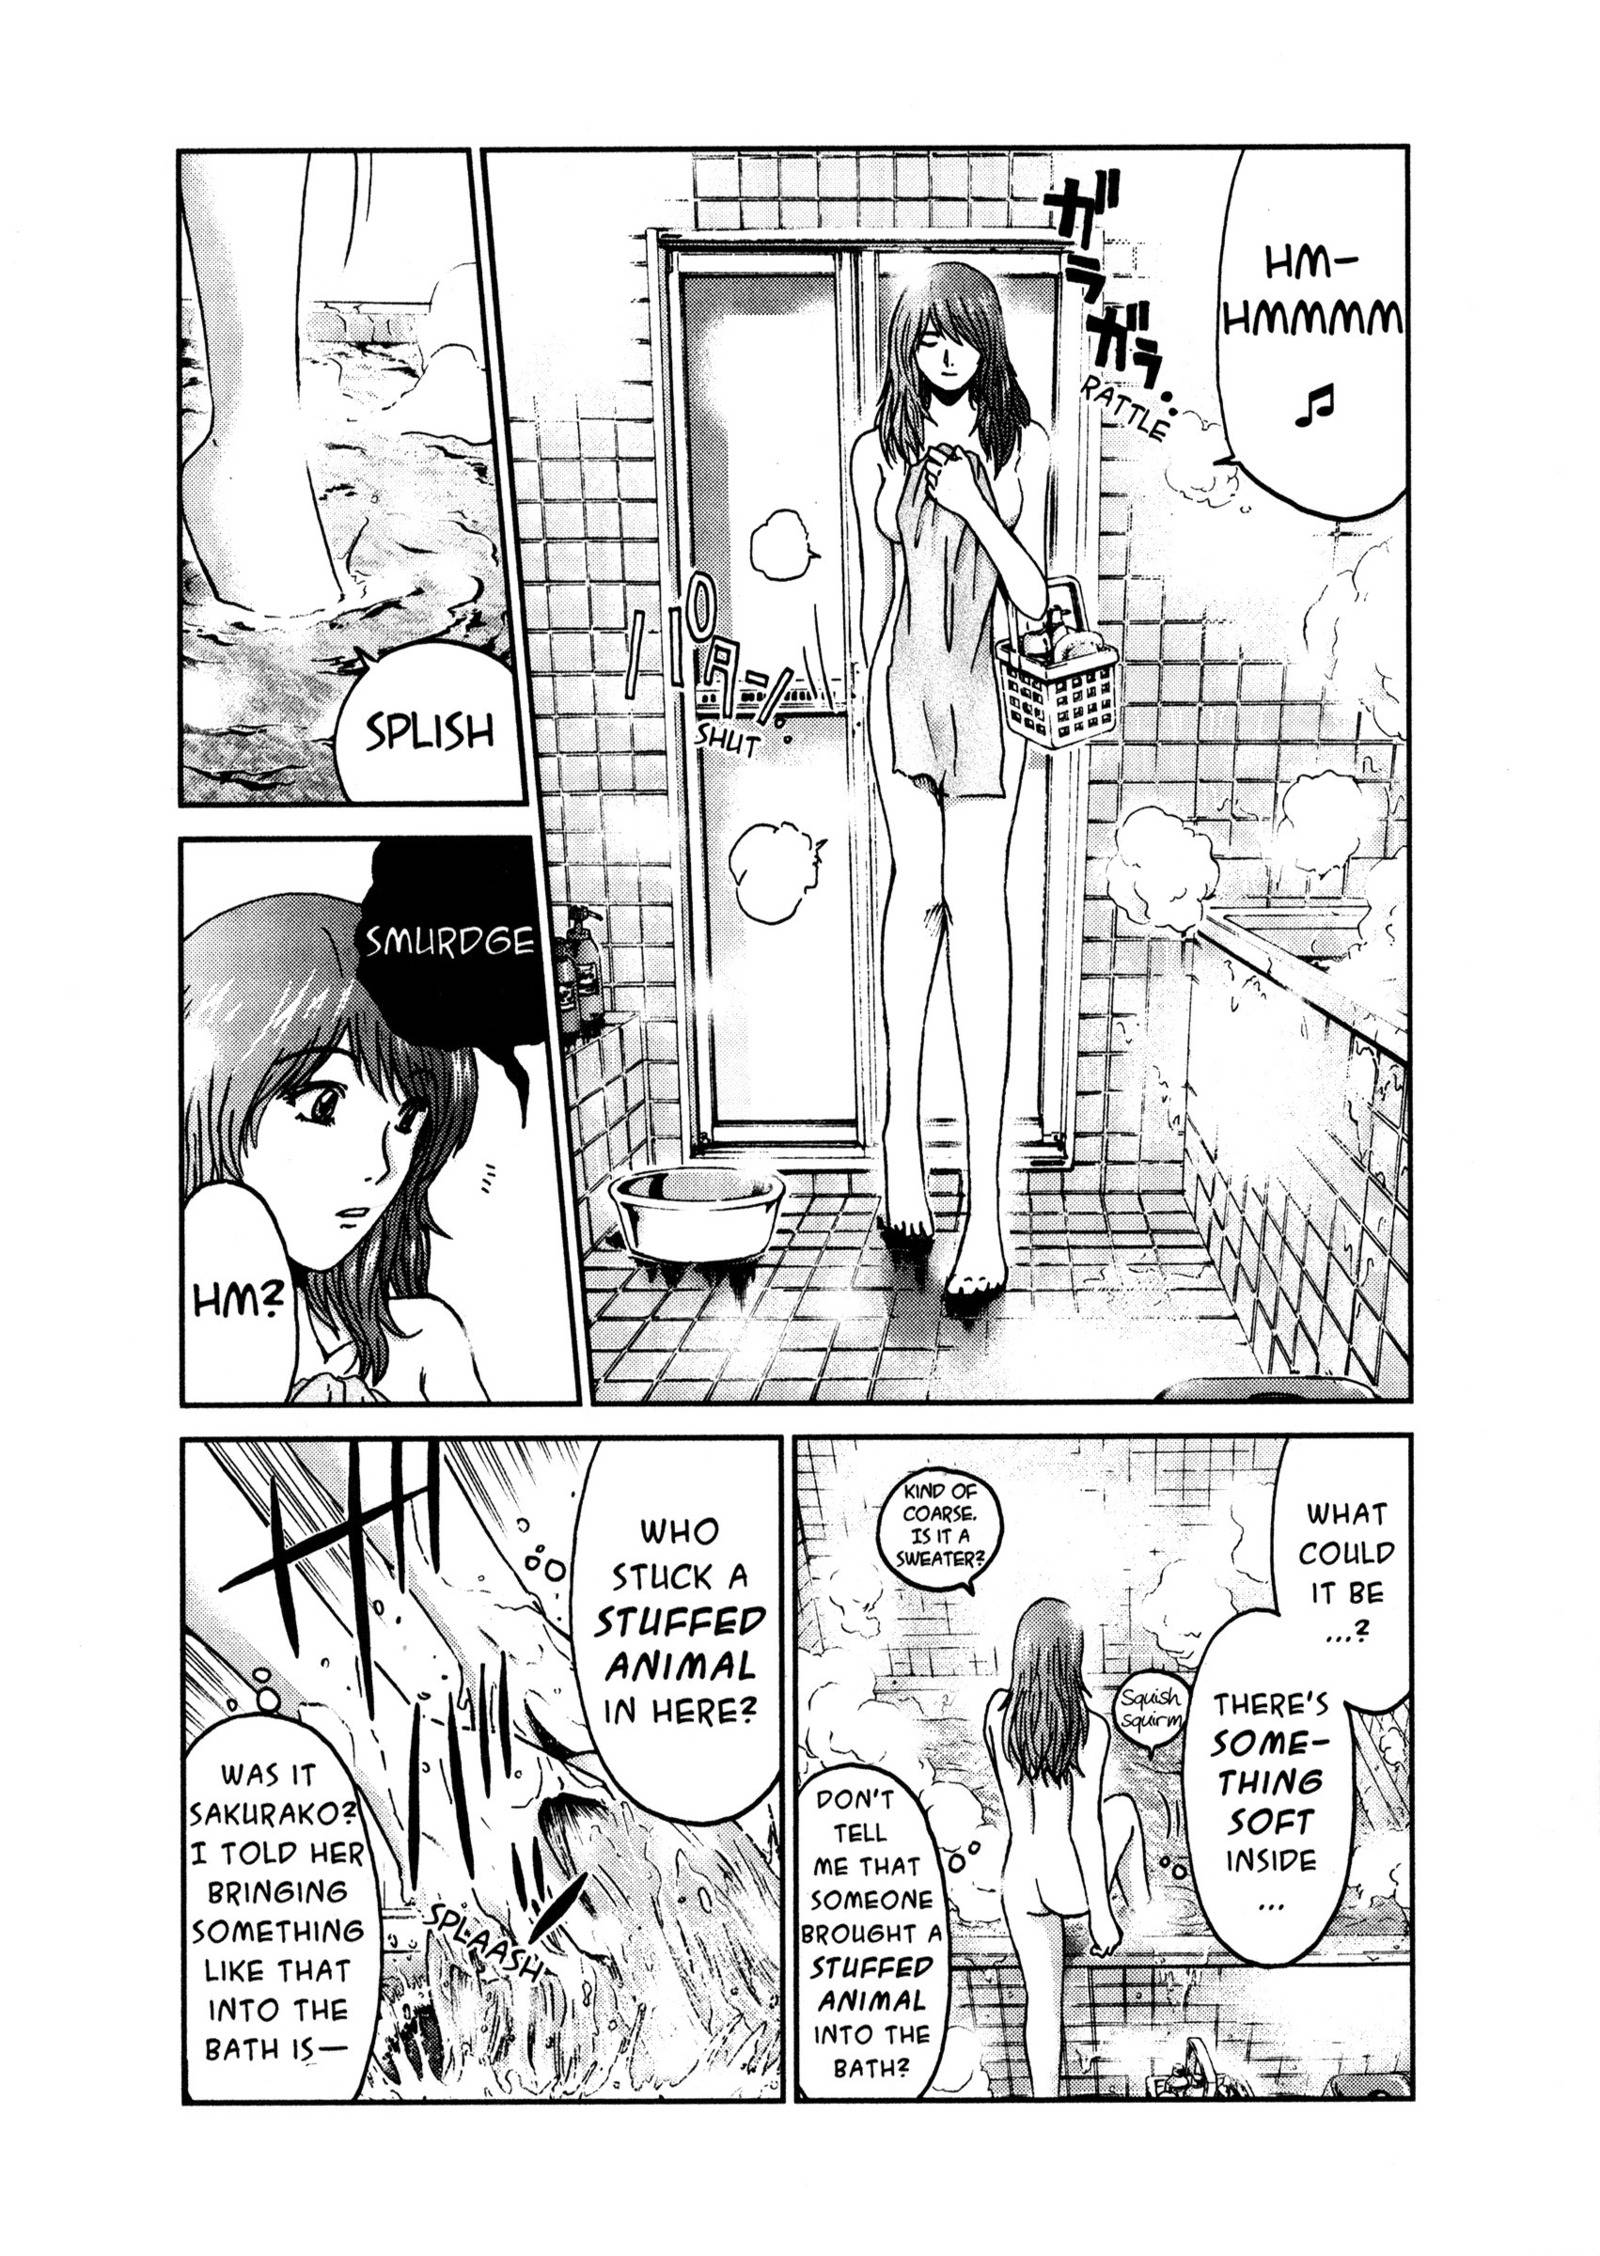 HM-
HMMMMM
♫
ガラガラ
RATTLE
パタン
SHUT
SPLISH
SMURDGE
HM?
WHAT
COULD
IT BE
...?
THERE'S
SOME-
THING
SOFT
INSIDE
...
KIND OF
COARSE.
IS IT A
SWEATER?
Squish
squirm
DON'T
TELL
ME THAT
SOMEONE
BROUGHT A
STUFFED
ANIMAL
INTO THE
BATH?
WHO
STUCK A
STUFFED
ANIMAL
IN HERE?
SPLAASH
WAS IT
SAKURAKO?
I TOLD HER
BRINGING
SOMETHING
LIKE THAT
INTO THE
BATH IS—